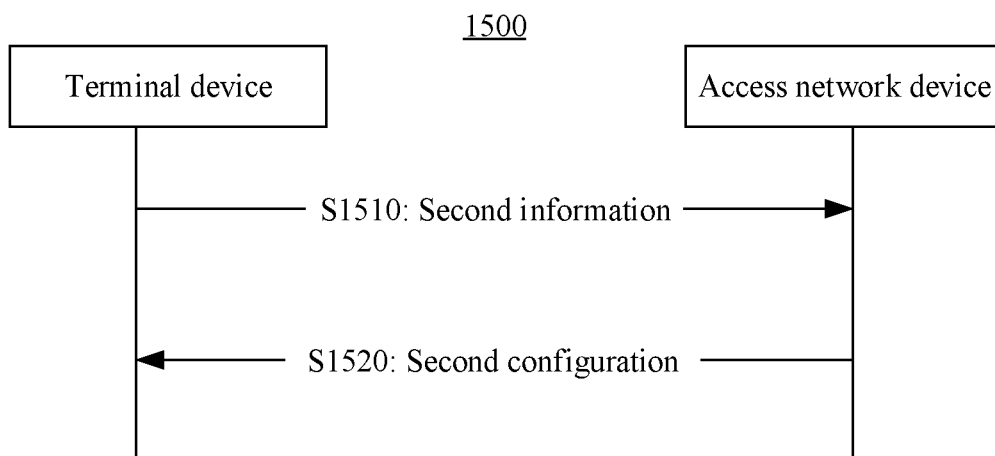 1500
Terminal device
Access network device
S1510: Second information
S1520: Second configuration